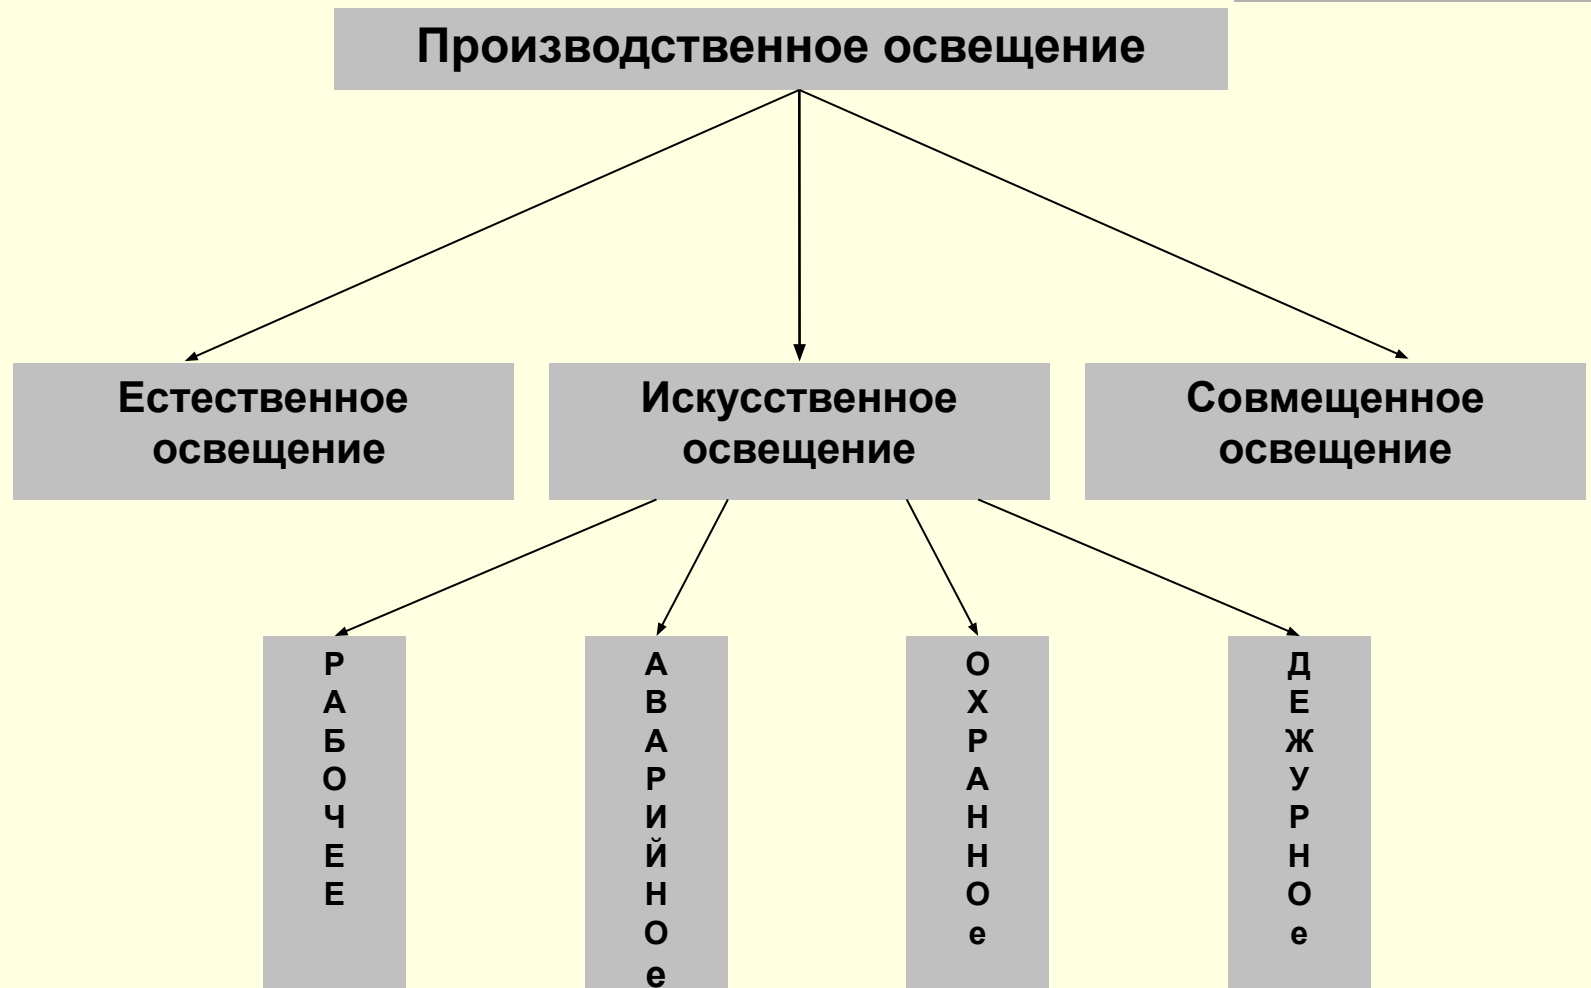 Производственное освещение
Естественное
освещение
Искусственное
освещение
Совмещенное
освещение
Р
А
Б
О
Ч
Е
Е
А
В
А
Р
И
Й
Н
О
е
О
Х
Р
А
Н
Н
О
е
Д
Е
Ж
У
Р
Н
О
е